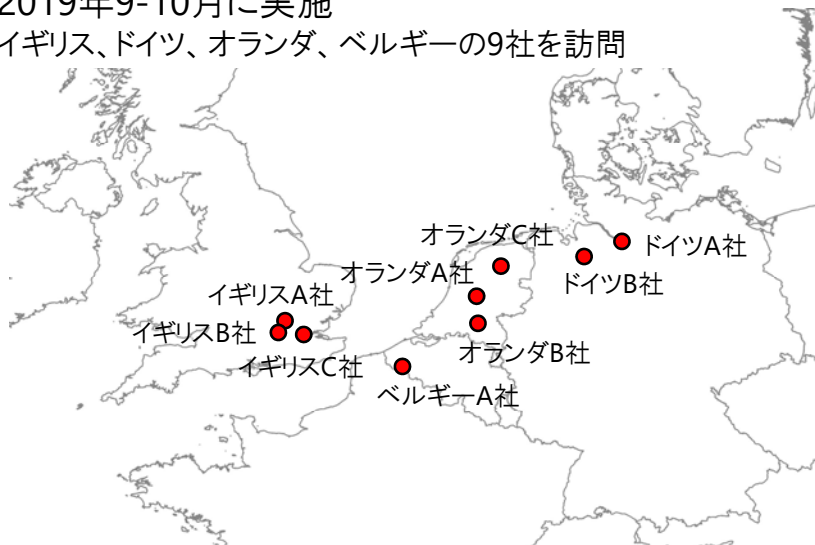 2019年9-10月に実施
イギリス、ドイツ、オランダ、ベルギーの9社を訪問
オランダC社
ドイツA社
オランダA社
ドイツB社
イギリスA社
イギリスB社
オランダB社
イギリスC社
ベルギーA社